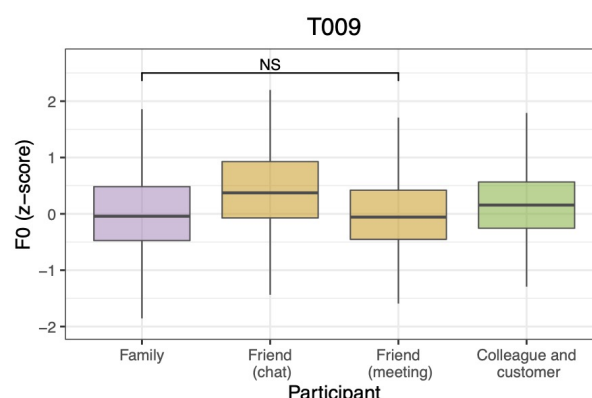 T009
NS
F0 (z−score)
2
1
0
−1
−2
Family
Friend
(chat)
Friend
(meeting)
Colleague and
customer
Participant